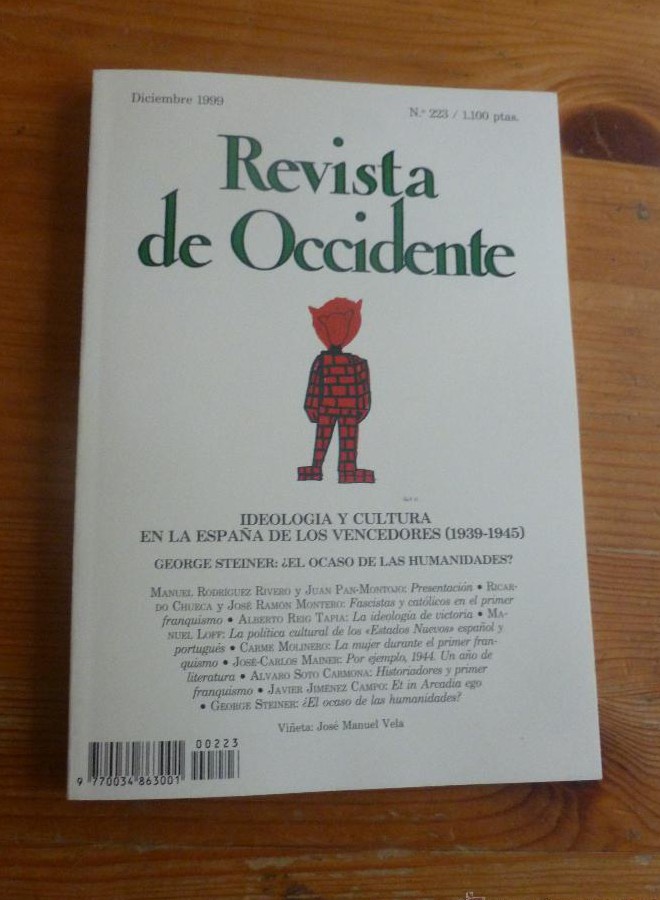 Diciembre 1999
N.º 223 / 1.100 ptas.
Revista
de Occidente
IDEOLOGIA Y CULTURA
EN LA ESPAÑA DE LOS VENCEDORES (1939-1945)
GEORGE STEINER: ¿EL OCASO DE LAS HUMANIDADES?
MANUEL RODRIGUEZ RIVERO Y JUAN PAN-MONTOJO: Presentación • RICAR-
DO CHUECA y JOSÉ RAMÓN MONTERO: Fascistas y católicos en el primer
franquismo • ALBERTO REIG TAPIA: La ideología de victoria • MA-
NUEL LOFF: La política cultural de los «Estados Nuevos» español y
portugués • CARME MOLINERO: La mujer durante el primer fran-
quismo • JOSÉ-CARLOS MAINER: Por ejemplo, 1944. Un año de
literatura • ALVARO SOTO CARMONA: Historiadores y primer
franquismo • JAVIER JIMÉNEZ CAMPO: Et in Arcadia ego
• GEORGE STEINER: ¿El ocaso de las humanidades?
Viñeta: José Manuel Vela
00223
9 770034 863001